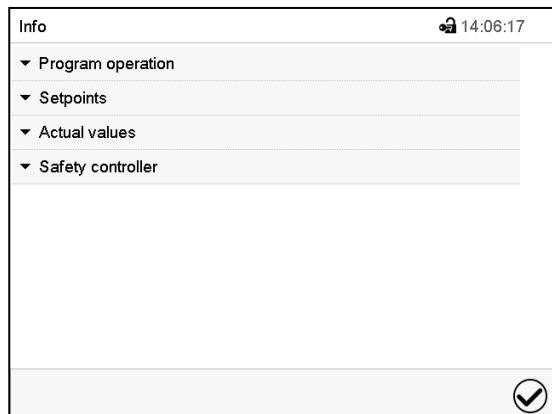 Info 14:06:17
Program operation
Setpoints
Actual values
Safety controller